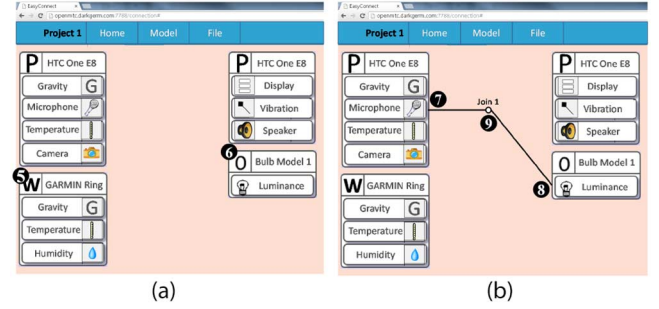 EasyConnect
openmtc.darkgerm.com:7788/connection#
Project 1 Home Model File
P HTC One E8
Gravity G
Microphone
Temperature
Camera
5
W GARMIN Ring
Gravity G
Temperature
Humidity
P HTC One E8
Display
Vibration
Speaker
6
O Bulb Model 1
Luminance
(a)
EasyConnect
openmtc.darkgerm.com:7788/connection#
Project 1 Home Model File
P HTC One E8
Gravity G
Microphone
Temperature
Camera
W GARMIN Ring
Gravity G
Temperature
Humidity
7
Join 1
9
P HTC One E8
Display
Vibration
Speaker
O Bulb Model 1
8
Luminance
(b)